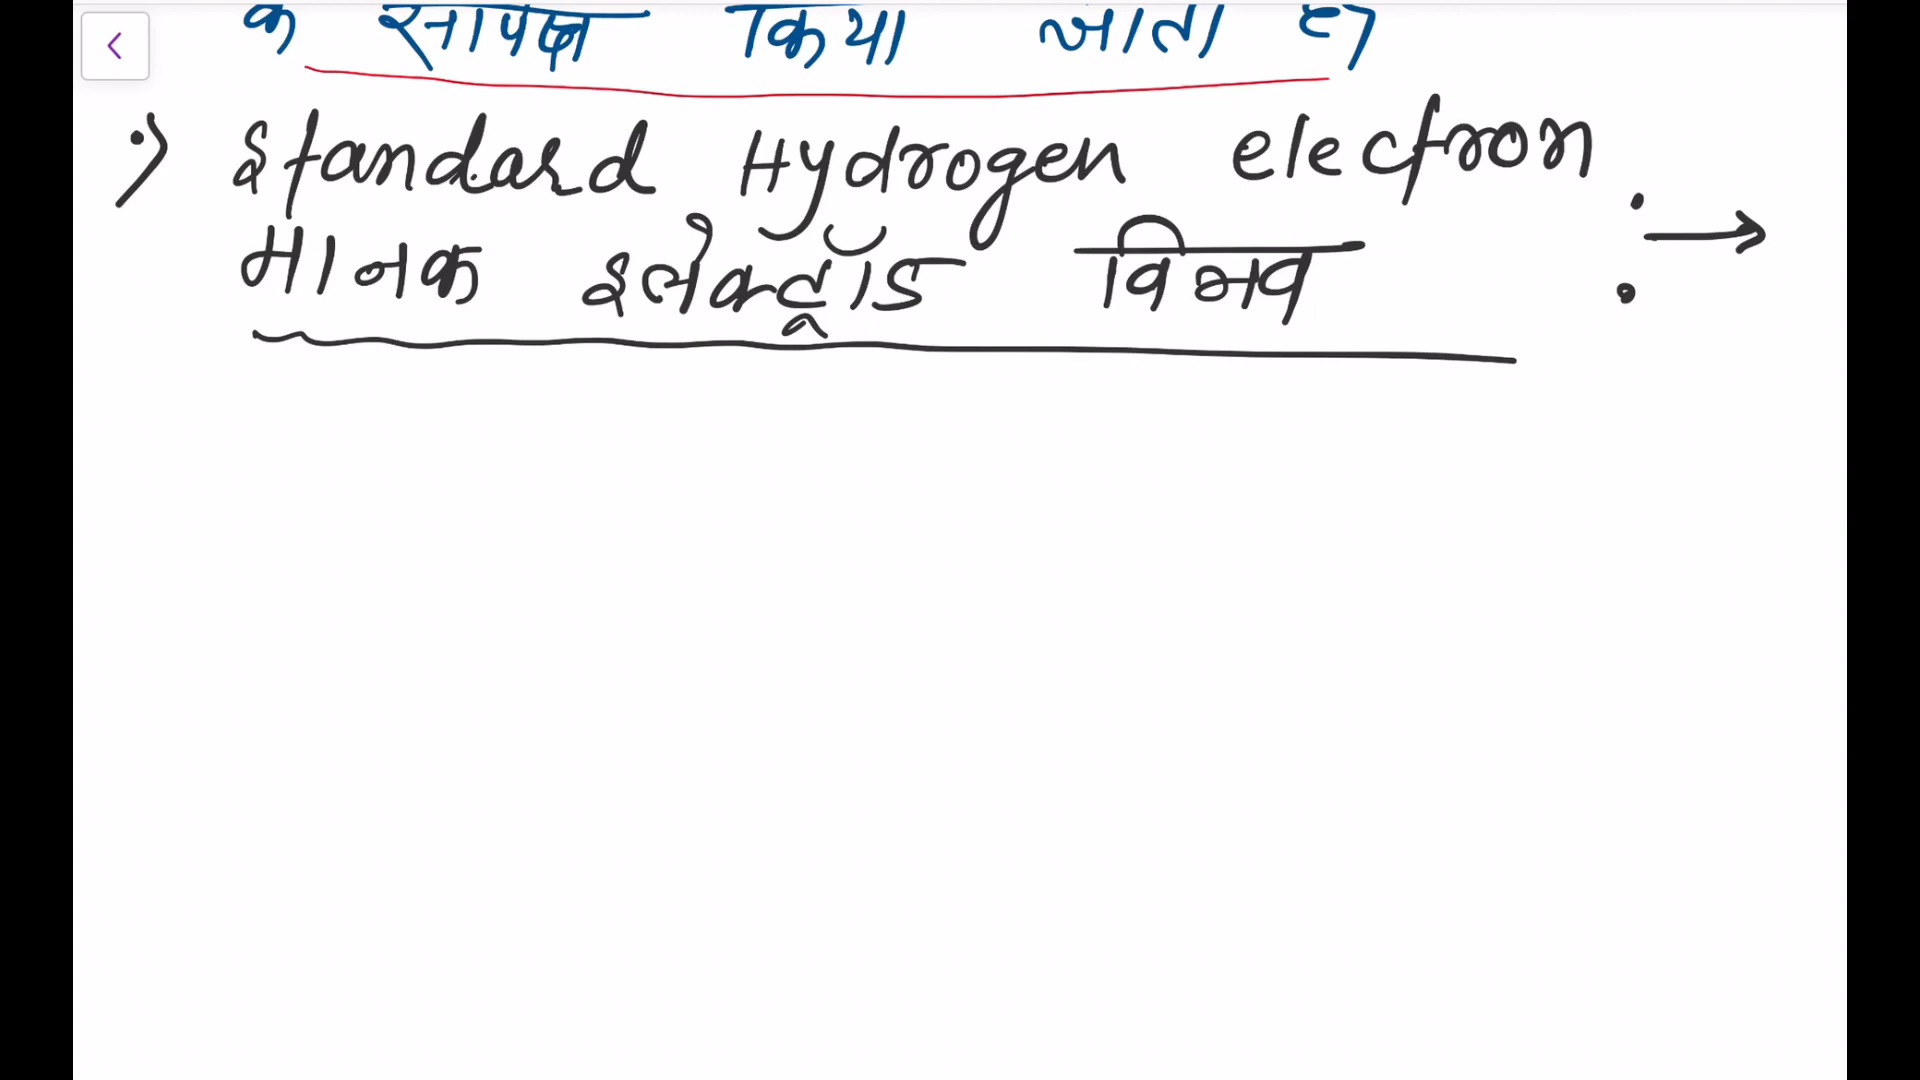 के सापेक्ष किया जाता है
Standard Hydrogen electron
मानक इलेक्ट्रोड विभव :→